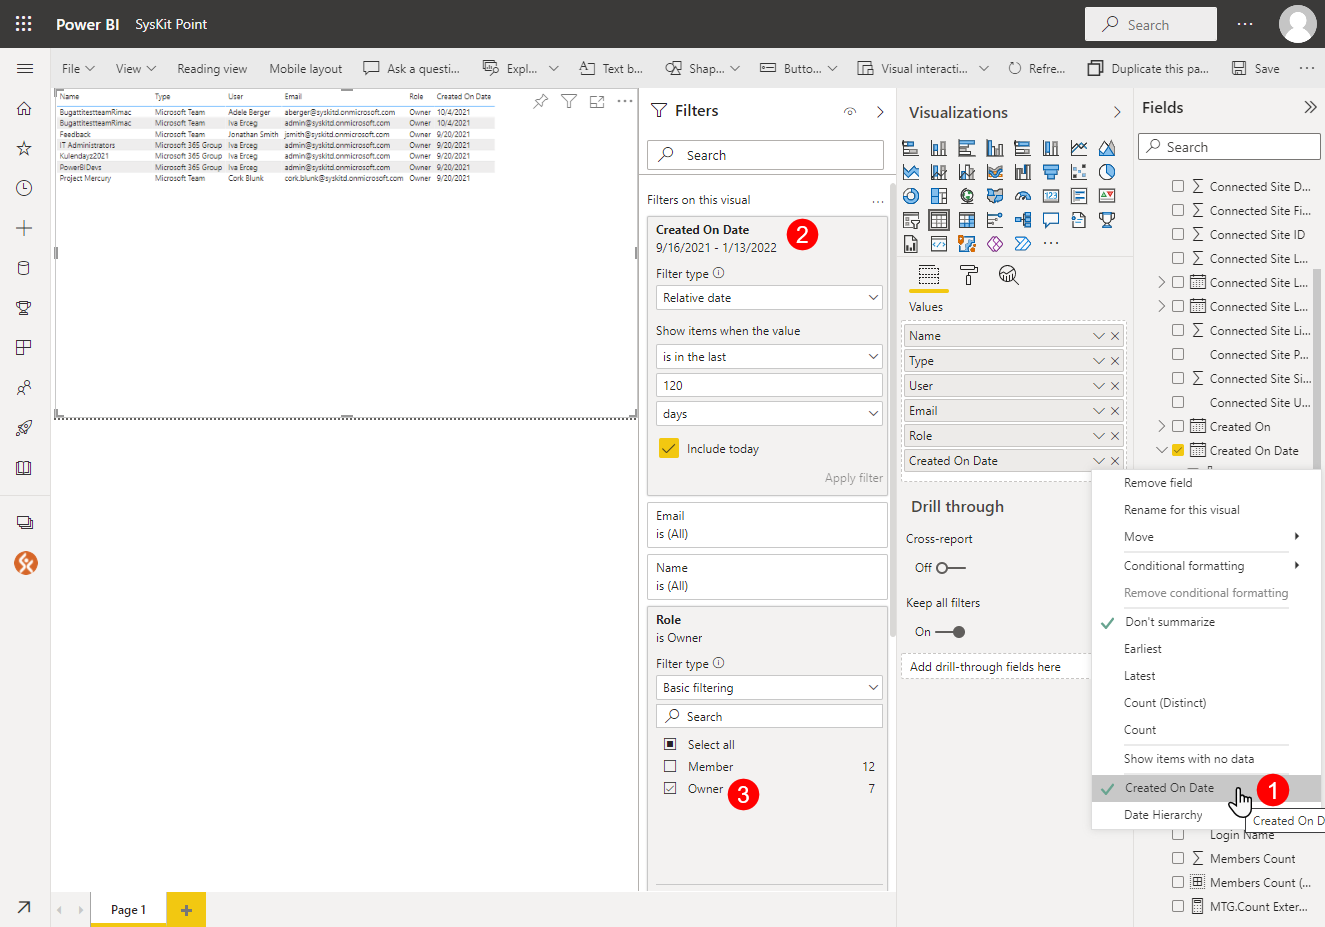 Power BI SysKit Point Search ...
File View Reading view Mobile layout Ask a questi... Expl... Text b... Shap... Butto... Visual interacti... Refre... Duplicate this pa... Save ...
Name Type User Email Role Created On Date
BugattitestteamRimac Microsoft Team Adele Berger aberger@syskitd.onmicrosoft.com Owner 10/4/2021
BugattitestteamRimac Microsoft Team Iva Erceg admin@syskitd.onmicrosoft.com Owner 10/4/2021
Feedback Microsoft Team Jonathan Smith jsmith@syskitd.onmicrosoft.com Owner 9/20/2021
IT Administrators Microsoft 365 Group Iva Erceg admin@syskitd.onmicrosoft.com Owner 9/20/2021
Kulendayz2021 Microsoft 365 Group Iva Erceg admin@syskitd.onmicrosoft.com Owner 9/20/2021
PowerBIDevs Microsoft 365 Group Iva Erceg admin@syskitd.onmicrosoft.com Owner 9/20/2021
Project Mercury Microsoft Team Cork Blunk cork.blunk@syskitd.onmicrosoft.com Owner 9/20/2021
Page 1
Filters
Search
Filters on this visual ...
Created On Date 2
9/16/2021 - 1/13/2022
Filter type
Relative date
Show items when the value
is in the last
120
days
Include today
Apply filter
Email
is (All)
Name
is (All)
Role
is Owner
Filter type
Basic filtering
Search
Select all
Member 12
Owner 3 7
Visualizations
123
...
Values
Name
Type
User
Email
Role
Created On Date
Drill through
Cross-report
Off
Keep all filters
On
Add drill-through fields here
Remove field
Rename for this visual
Move
Conditional formatting
Remove conditional formatting
Don't summarize
Earliest
Latest
Count (Distinct)
Count
Show items with no data
Created On Date 1
Date Hierarchy
Created On D
Fields
Search
Connected Site D...
Connected Site Fi...
Connected Site ID
Connected Site L...
Connected Site L...
Connected Site L...
Connected Site Li...
Connected Site P...
Connected Site Si...
Connected Site U...
Created On
Created On Date
Login Name
Members Count
Members Count (...
MTG.Count Exter...